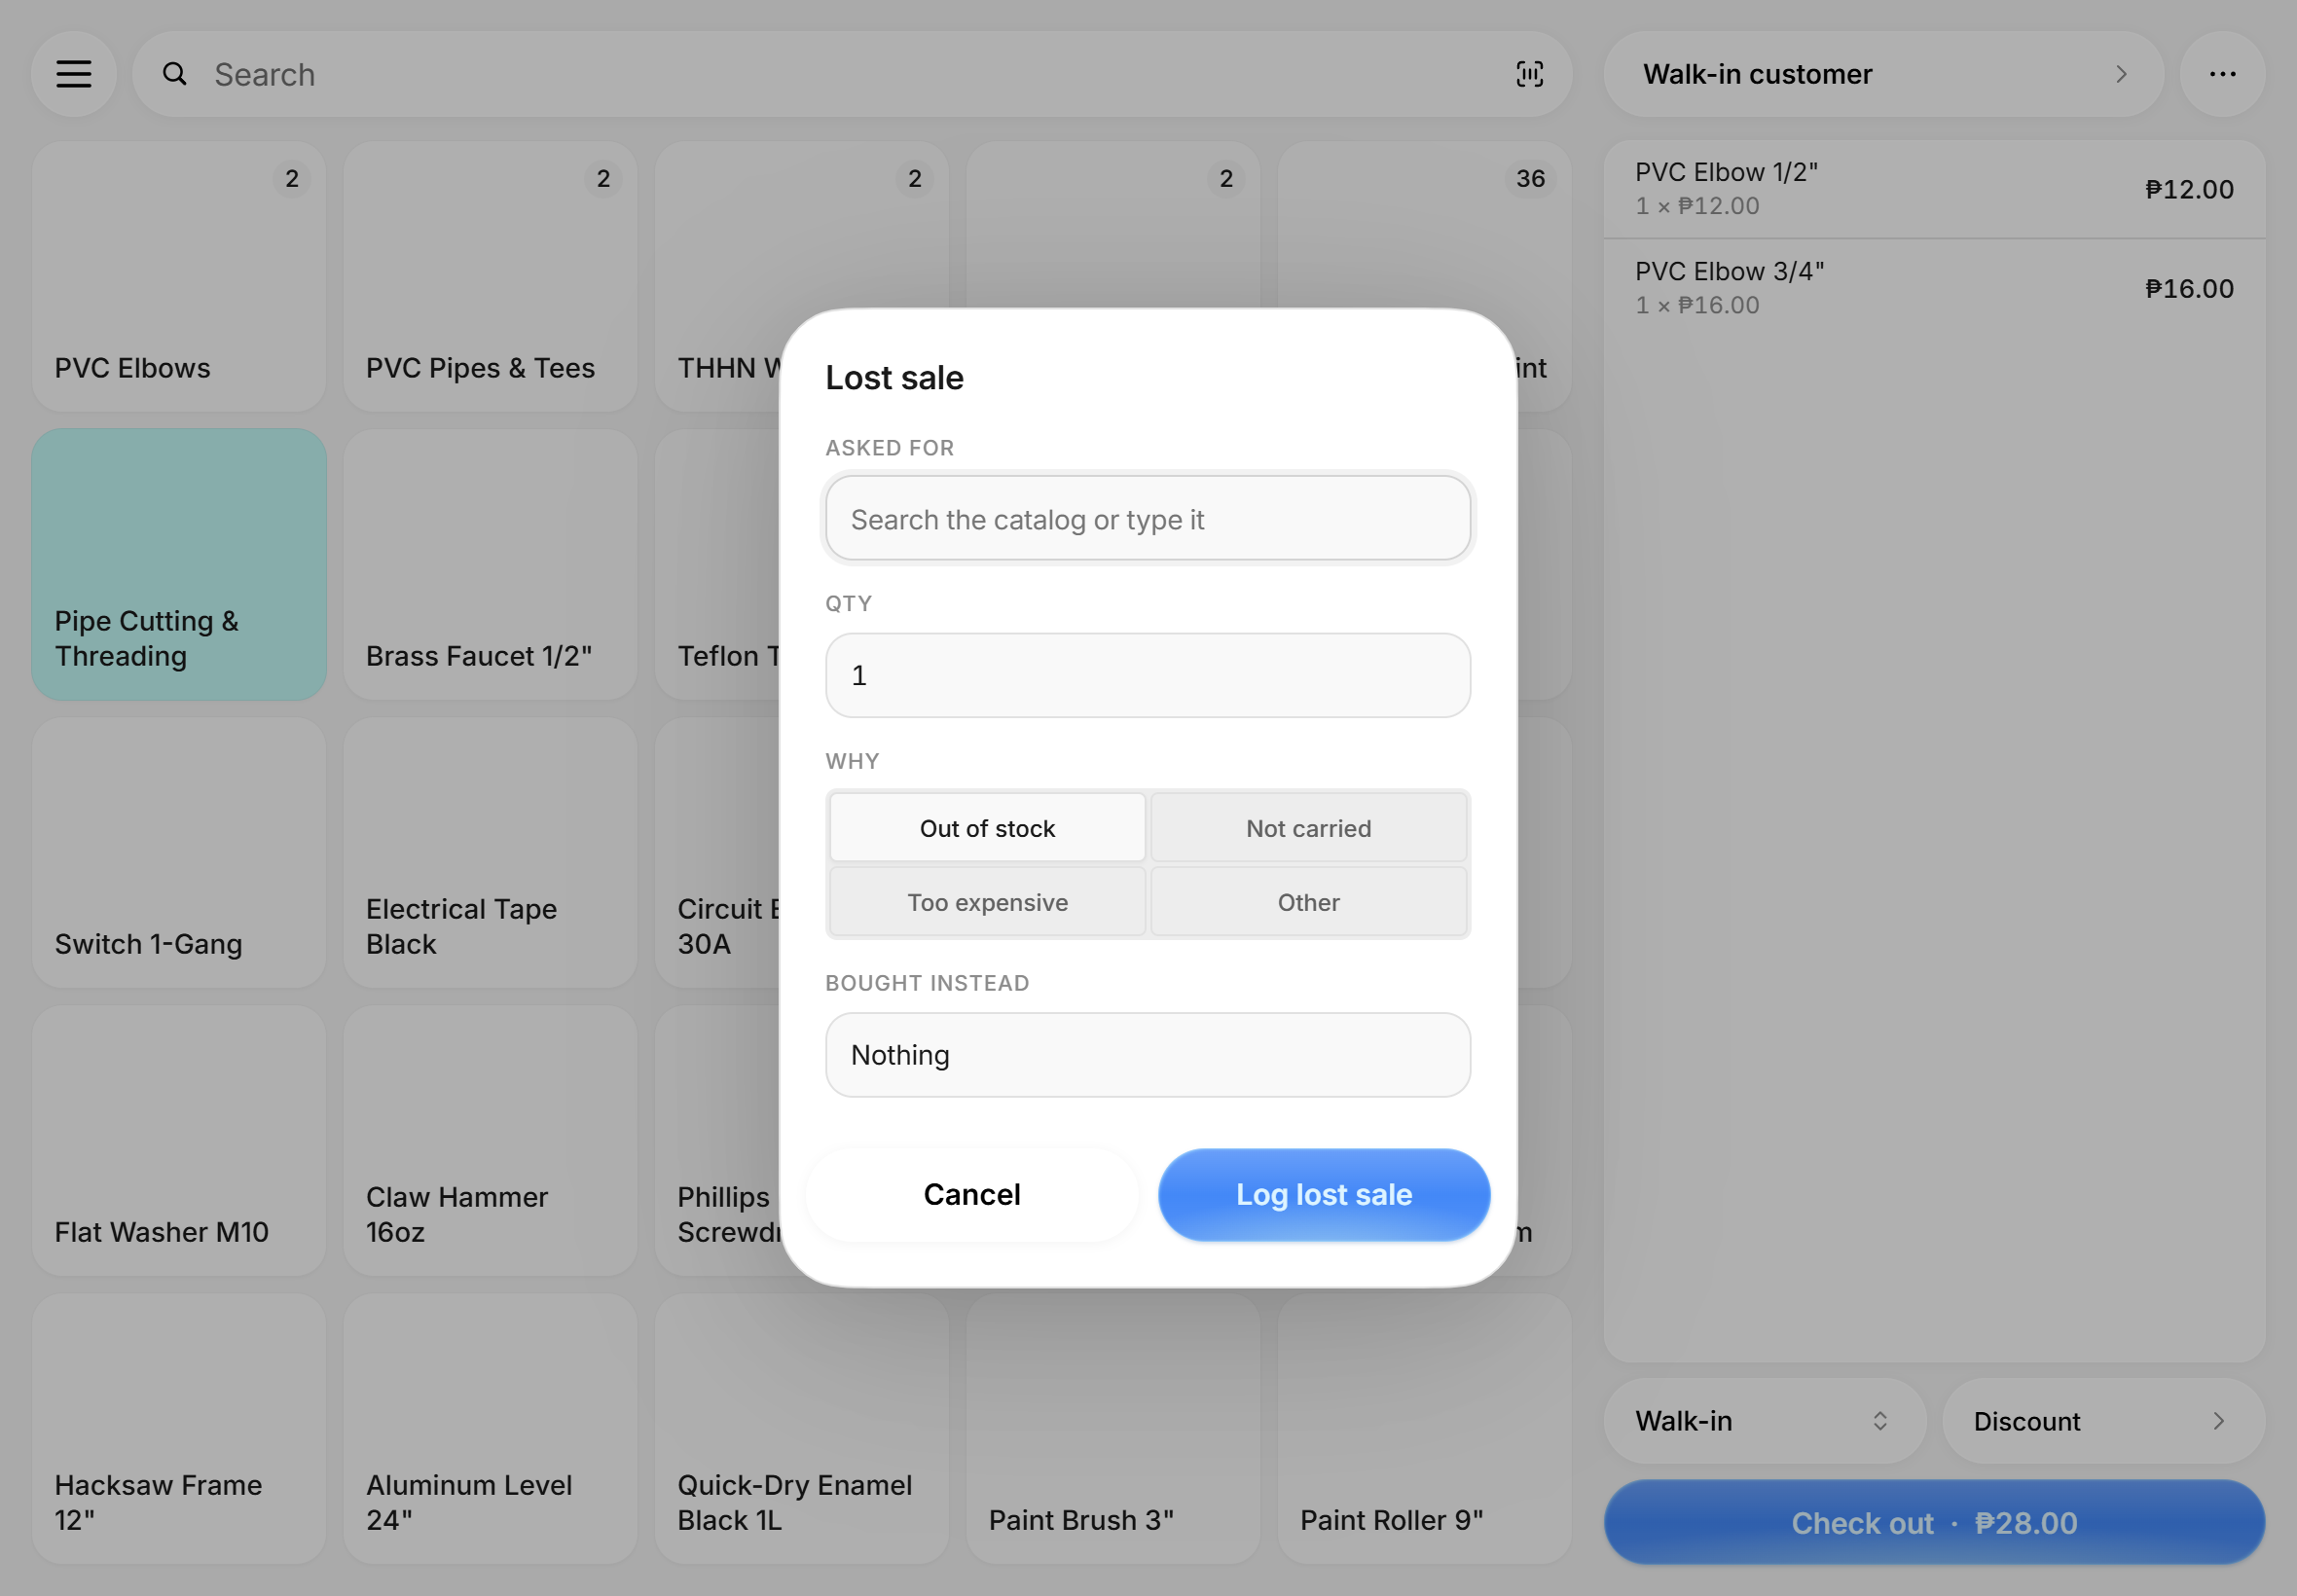 Search
Walk-in customer
2
2
2
2
36
PVC Elbows
PVC Pipes & Tees
THHN
PVC Elbow 1/2"
1 × ₱12.00
₱12.00
PVC Elbow 3/4"
1 × ₱16.00
₱16.00
Pipe Cutting &
Threading
Brass Faucet 1/2"
Teflon
Switch 1-Gang
Electrical Tape
Black
Circuit
30A
Flat Washer M10
Claw Hammer
16oz
Phillips
Hacksaw Frame
12"
Aluminum Level
24"
Quick-Dry Enamel
Black 1L
Paint Brush 3"
Paint Roller 9"
Lost sale
ASKED FOR
Search the catalog or type it
QTY
1
WHY
Out of stock
Not carried
Too expensive
Other
BOUGHT INSTEAD
Nothing
Cancel
Log lost sale
Walk-in
Discount
Check out · ₱28.00